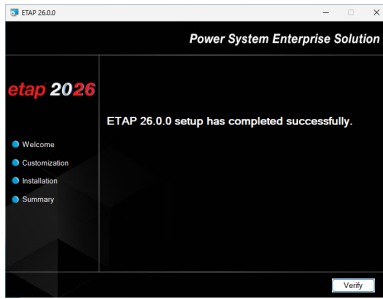 ETAP 26.0.0
Power System Enterprise Solution
etap 2026
ETAP 26.0.0 setup has completed successfully.
Welcome
Customization
Installation
Summary
Verify